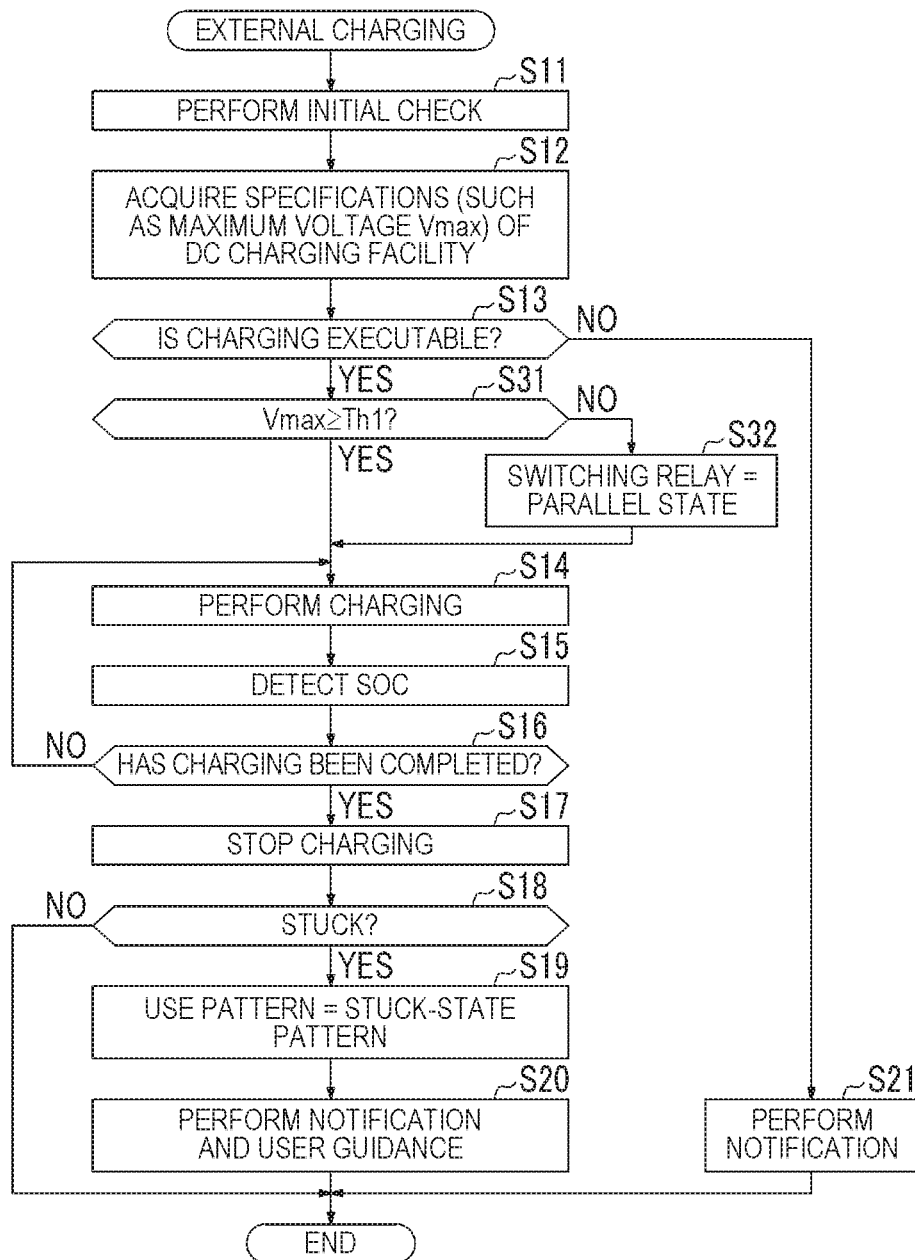 EXTERNAL CHARGING
S11
PERFORM INITIAL CHECK
S12
ACQUIRE SPECIFICATIONS (SUCH
AS MAXIMUM VOLTAGE Vmax) OF
DC CHARGING FACILITY
S13
IS CHARGING EXECUTABLE?
NO
YES
S31
Vmax≥Th1?
NO
YES
S32
SWITCHING RELAY =
PARALLEL STATE
S14
PERFORM CHARGING
S15
DETECT SOC
S16
NO
HAS CHARGING BEEN COMPLETED?
YES
S17
STOP CHARGING
S18
NO
STUCK?
YES
S19
USE PATTERN = STUCK-STATE
PATTERN
S20
PERFORM NOTIFICATION
AND USER GUIDANCE
S21
PERFORM
NOTIFICATION
END